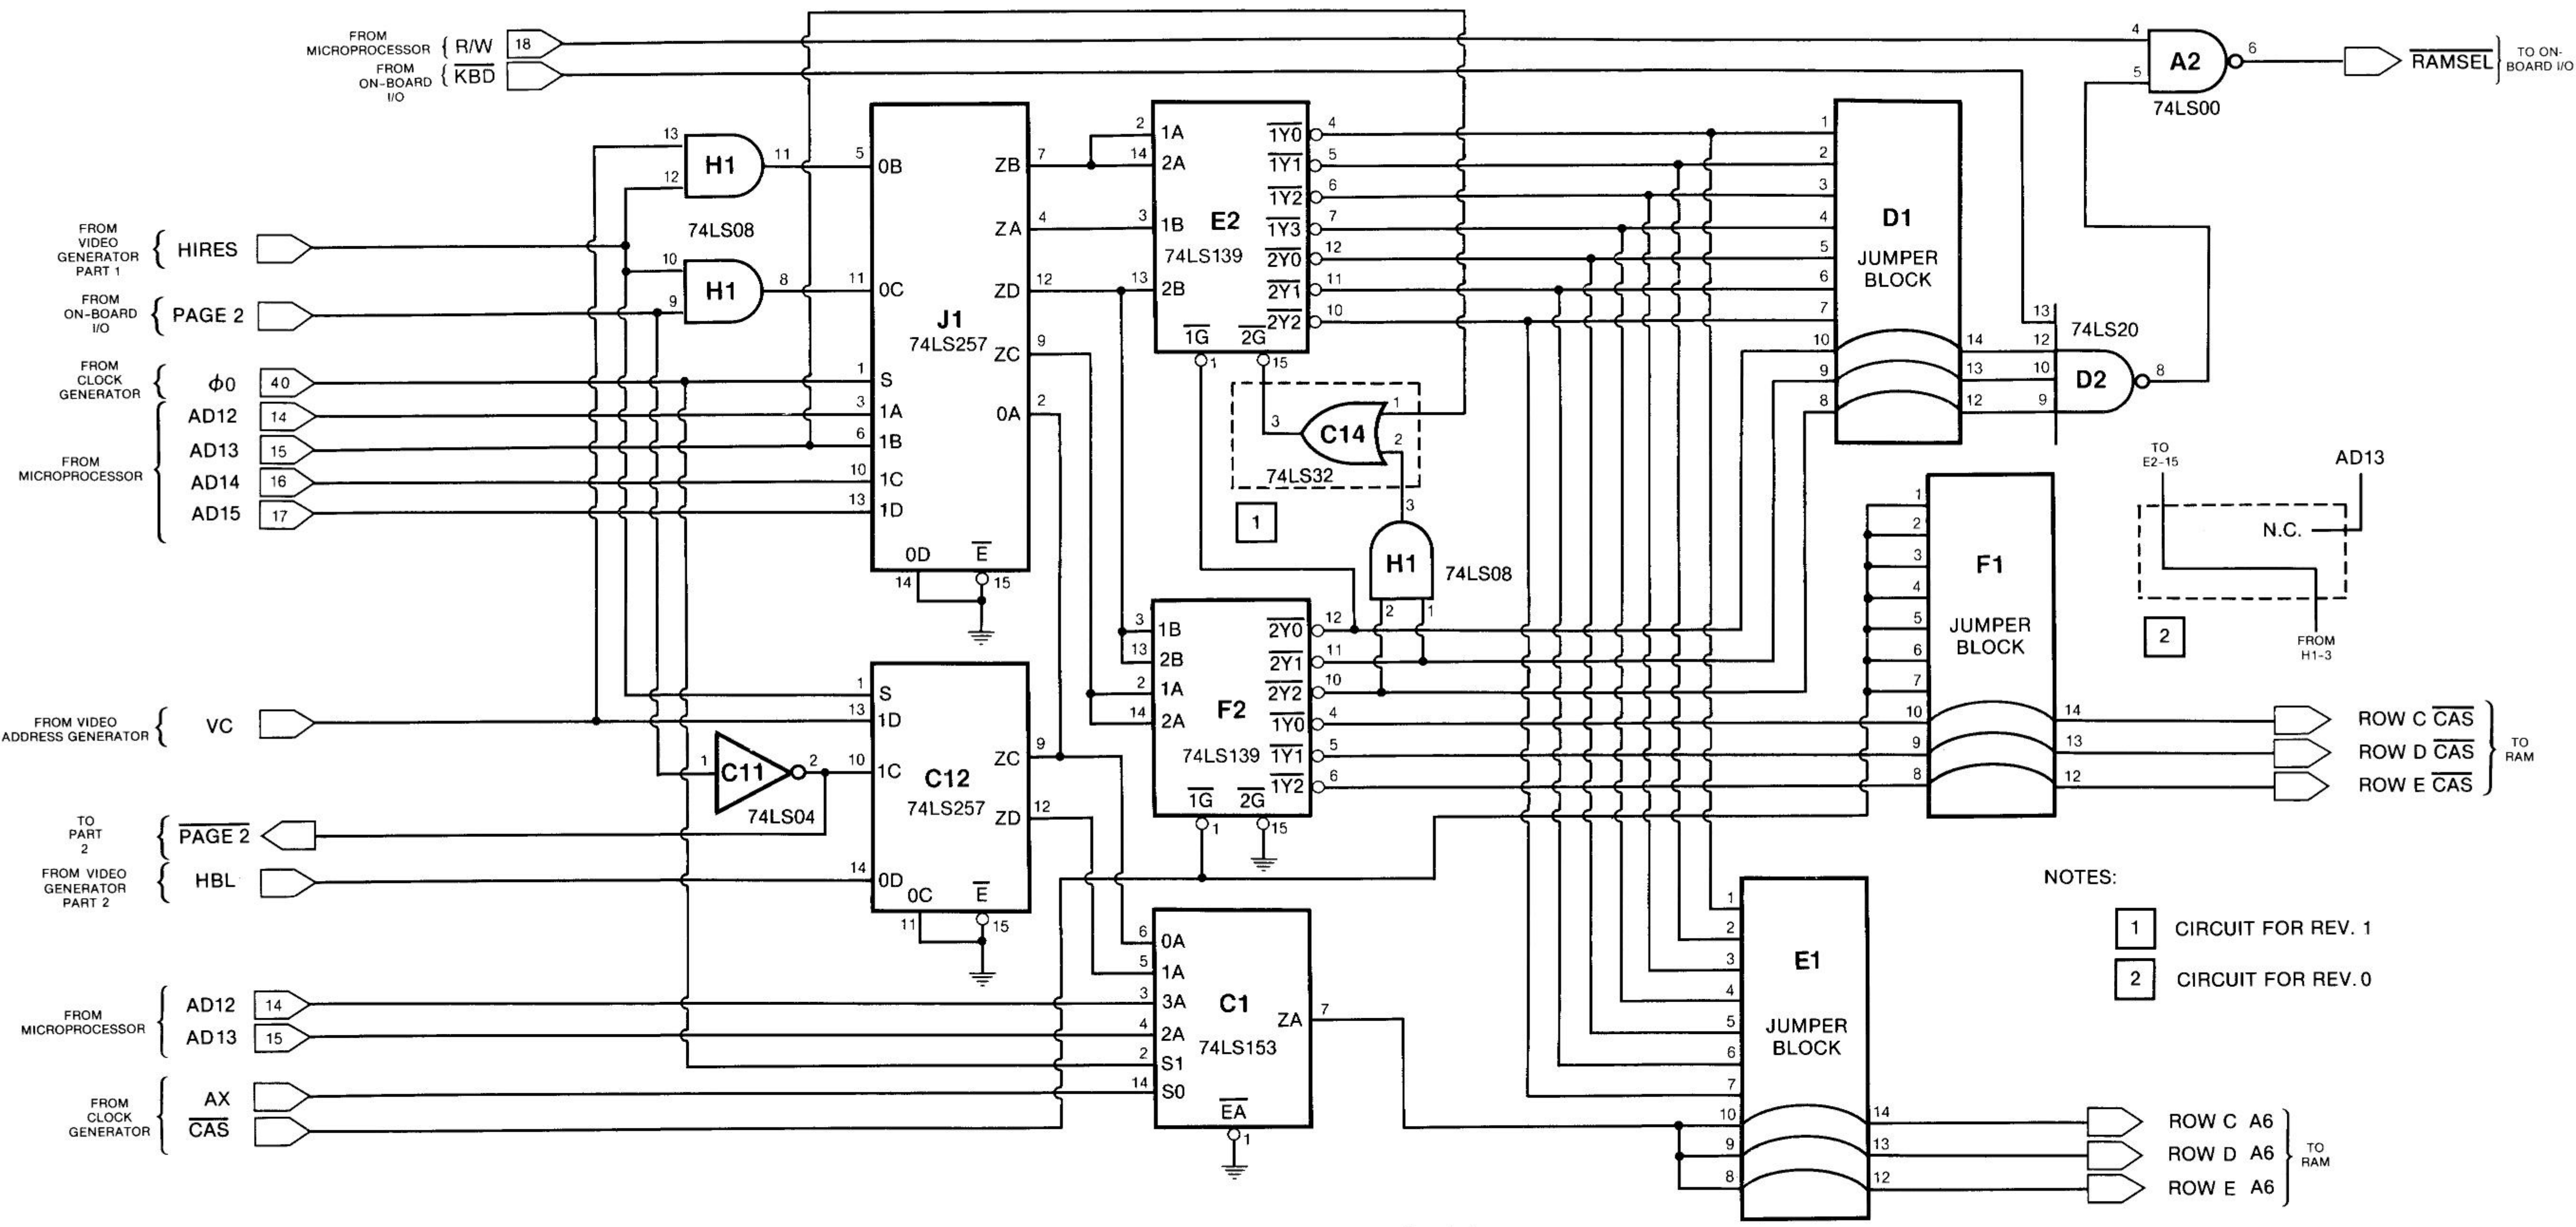 FROM
MICROPROCESSOR
R/W
18
FROM
ON-BOARD
I/O
KBD
4
5
A2
6
74LS00
RAMSEL
TO ON-
BOARD I/O
FROM
VIDEO
GENERATOR
PART 1
HIRES
FROM
ON-BOARD
I/O
PAGE 2
FROM
CLOCK
GENERATOR
ϕ0
40
FROM
MICROPROCESSOR
AD12
14
AD13
15
AD14
16
AD15
17
13
12
H1
11
74LS08
10
9
H1
8
5
0B
11
0C
1
S
3
1A
6
1B
10
1C
13
1D
J1
74LS257
ZB
7
ZA
4
ZD
12
ZC
9
0A
2
0D
E
14
15
2
1A
14
2A
3
1B
13
2B
E2
74LS139
1Y0
4
1Y1
5
1Y2
6
1Y3
7
2Y0
12
2Y1
11
2Y2
10
1G
2G
1
15
1
2
3
C14
74LS32
1
3
H1
74LS08
2
1
1
2
3
4
5
6
7
10
9
8
D1
JUMPER
BLOCK
14
13
12
13
12
10
9
74LS20
D2
8
TO
E2-15
AD13
N.C.
2
FROM
H1-3
1
2
3
4
5
6
7
10
9
8
F1
JUMPER
BLOCK
14
13
12
ROW C CAS
ROW D CAS
ROW E CAS
TO
RAM
3
1B
13
2B
2
1A
14
2A
F2
74LS139
2Y0
12
2Y1
11
2Y2
10
1Y0
4
1Y1
5
1Y2
6
1G
2G
1
15
FROM VIDEO
ADDRESS GENERATOR
VC
1
C11
2
74LS04
TO
PART
2
PAGE 2
FROM VIDEO
GENERATOR
PART 2
HBL
1
S
13
1D
10
1C
14
0D
C12
74LS257
ZC
9
ZD
12
0C
E
11
15
FROM
MICROPROCESSOR
AD12
14
AD13
15
FROM
CLOCK
GENERATOR
AX
CAS
6
0A
5
1A
3
3A
4
2A
2
S1
14
S0
C1
74LS153
ZA
7
EA
1
1
2
3
4
5
6
7
10
9
8
E1
JUMPER
BLOCK
14
13
12
ROW C A6
ROW D A6
ROW E A6
TO
RAM
NOTES:
1 CIRCUIT FOR REV. 1
2 CIRCUIT FOR REV. 0